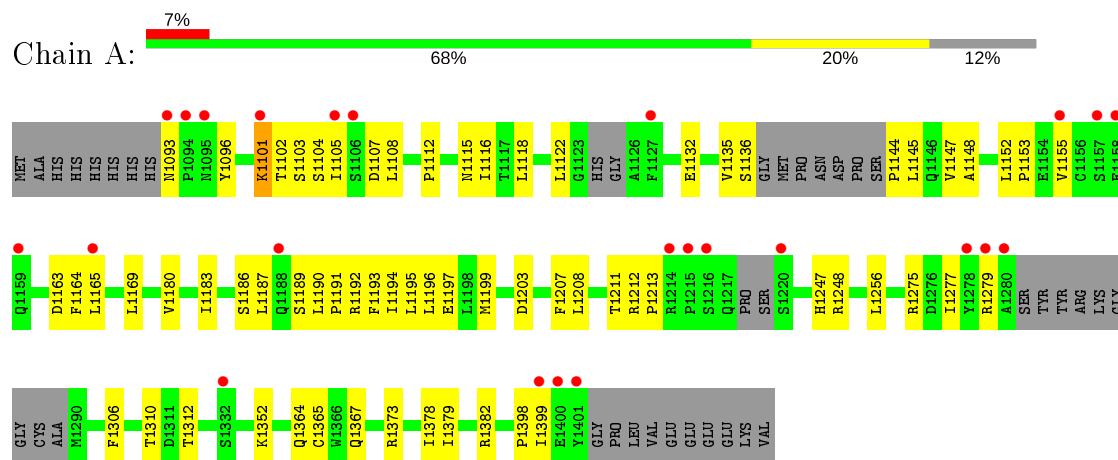 7%
Chain A:
68% 20% 12%
MET ALA HIS HIS HIS HIS HIS HIS N1093 P1094 N1095 Y1096 K1101 T1102 S1103 S1104 I1105 S1106 D1107 L1108 P1112 N1115 I1116 T1117 L1118 L1122 G1123 HIS GLY A1126 F1127 E1132 V1135 S1136 GLY MET PRO ASN ASP PRO SER P1144 L1145 Q1146 V1147 A1148 L1152 P1153 E1154 V1155 C1156 S1157 E1158
Q1159 D1163 F1164 L1165 L1169 V1180 I1183 S1186 L1187 Q1188 S1189 L1190 P1191 R1192 F1193 I1194 L1195 L1196 E1197 L1198 M1199 D1203 F1207 L1208 T1211 R1212 P1213 R1214 P1215 S1216 Q1217 PRO SER S1220 H1247 R1248 L1256 R1275 D1276 I1277 Y1278 R1279 A1280 SER TYR TYR ARG LYS GLY
GLY CYS ALA M1290 F1306 T1310 D1311 T1312 S1332 K1352 Q1364 C1365 W1366 Q1367 R1373 I1378 I1379 R1382 P1398 I1399 E1400 Y1401 GLY PRO LEU VAL GLU GLU GLU GLU LYS VAL